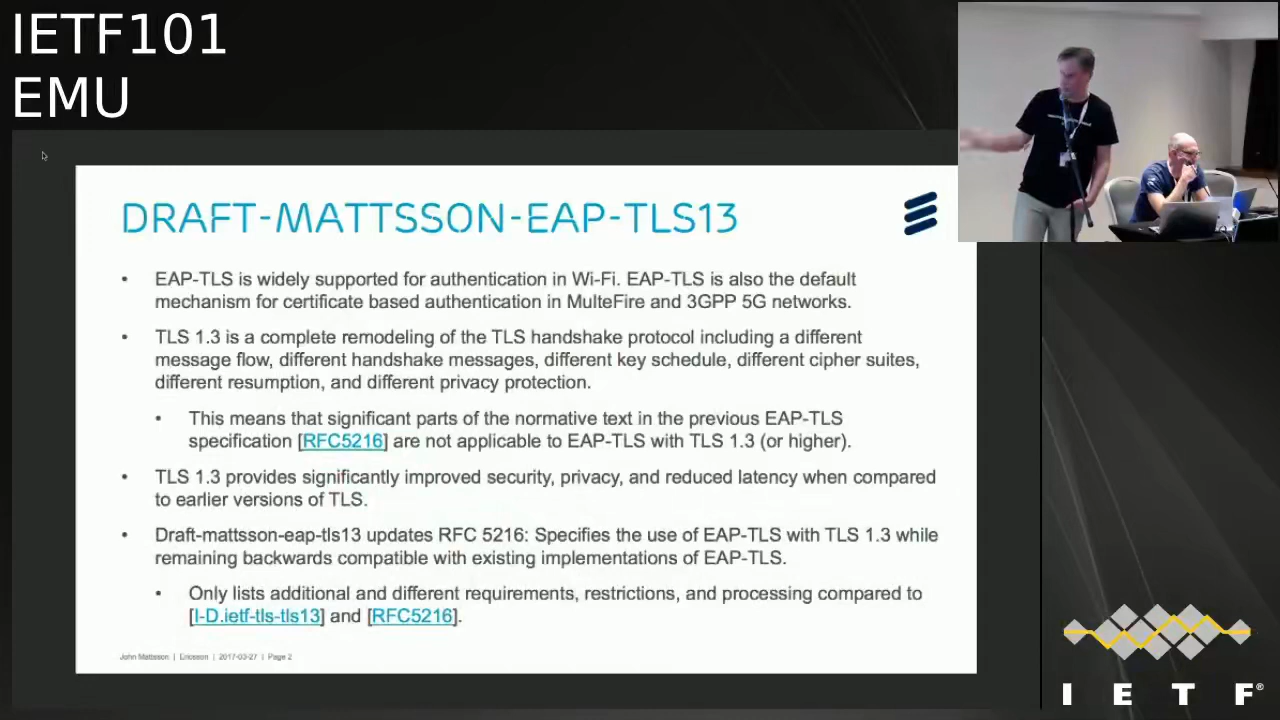 IETF101
EMU
DRAFT-MATTSSON-EAP-TLS13
• EAP-TLS is widely supported for authentication in Wi-Fi. EAP-TLS is also the default
mechanism for certificate based authentication in MulteFire and 3GPP 5G networks.
• TLS 1.3 is a complete remodeling of the TLS handshake protocol including a different
message flow, different handshake messages, different key schedule, different cipher suites,
different resumption, and different privacy protection.
• This means that significant parts of the normative text in the previous EAP-TLS
specification [RFC5216] are not applicable to EAP-TLS with TLS 1.3 (or higher).
• TLS 1.3 provides significantly improved security, privacy, and reduced latency when compared
to earlier versions of TLS.
• Draft-mattsson-eap-tls13 updates RFC 5216: Specifies the use of EAP-TLS with TLS 1.3 while
remaining backwards compatible with existing implementations of EAP-TLS.
• Only lists additional and different requirements, restrictions, and processing compared to
[I-D.ietf-tls-tls13] and [RFC5216].
John Mattsson | Ericsson | 2017-03-27 | Page 2
I E T F®